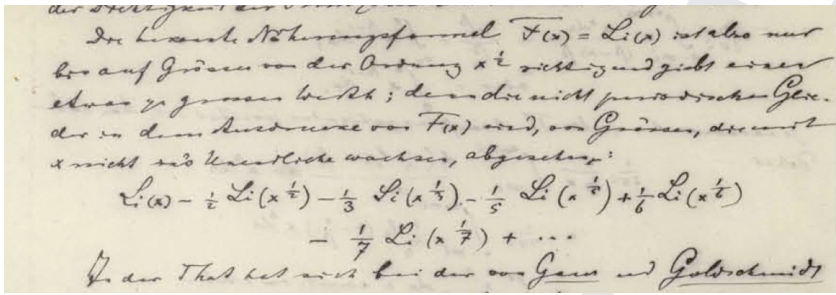 der Richtigkeit der
Die bekannte Näherungsformel F(x) = Li(x) ist also nur
bis auf Grössen von der Ordnung x^½ richtig und giebt einen
etwas zu grossen Werth; denn die nicht periodischen Glie-
der in dem Ausdrucke von F(x) sind, von Grössen, die mit
x nicht in's Unendliche wachsen, abgesehen,:
Li(x) - ½ Li(x^½) - ⅓ Li(x^⅓) - ⅕ Li(x^⅕) + ⅙ Li(x^⅙)
- 1/7 Li(x^1/7) + ...
In der That hat sich bei der von Gauss und Goldschmidt